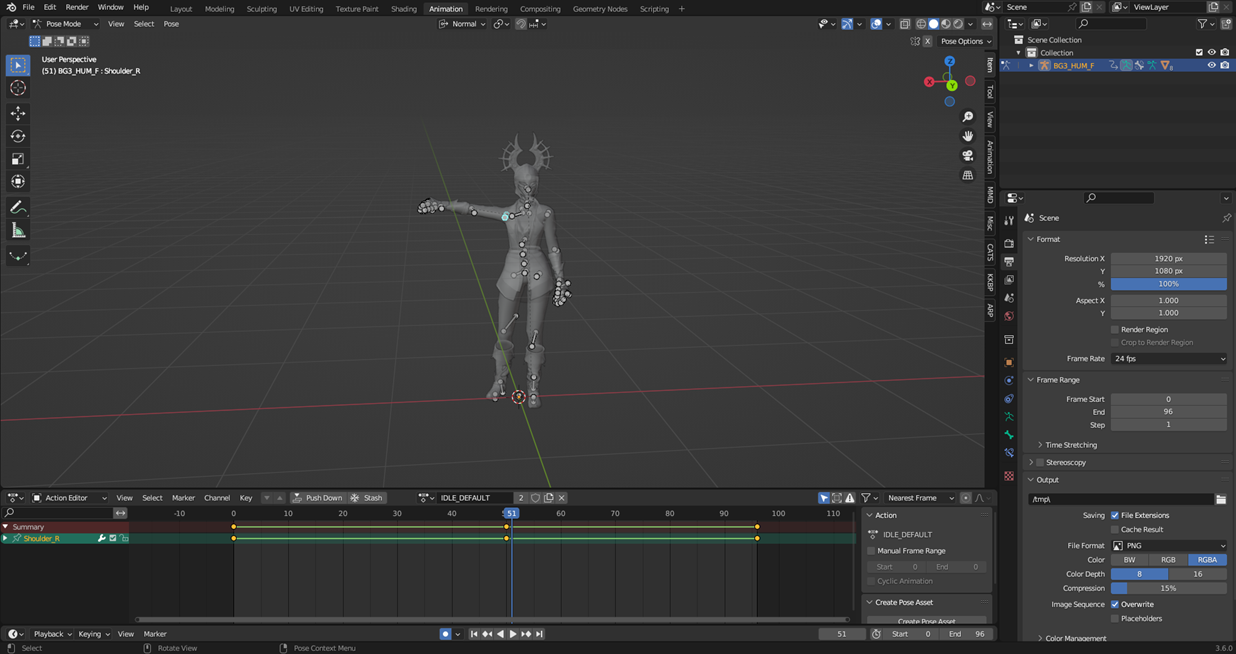 File Edit Render Window Help Layout Modeling Sculpting UV Editing Texture Paint Shading Animation Rendering Compositing Geometry Nodes Scripting + Scene ViewLayer
Pose Mode View Select Pose Normal
X Pose Options
User Perspective
(51) BG3_HUM_F : Shoulder_R
Z
X
Y
Item
Tool
View
Animation
MMD
Misc
CATS
KKBP
ARP
Scene Collection
Collection
BG3_HUM_F
Scene
Format
Resolution X 1920 px
Y 1080 px
% 100%
Aspect X 1.000
Y 1.000
Render Region
Crop to Render Region
Frame Rate 24 fps
Frame Range
Frame Start 0
End 96
Step 1
Time Stretching
Stereoscopy
Output
/tmp\
Saving File Extensions
Cache Result
File Format PNG
Color BW RGB RGBA
Color Depth 8 16
Compression 15%
Image Sequence Overwrite
Placeholders
Color Management
Action Editor View Select Marker Channel Key Push Down Stash IDLE_DEFAULT 2 Nearest Frame
-10 0 10 20 30 40 51 60 70 80 90 100 110
Summary
Shoulder_R
Action
IDLE_DEFAULT
Manual Frame Range
Start 0 End 0
Cyclic Animation
Create Pose Asset
Create Pose Asset
Playback Keying View Marker 51 Start 0 End 96
Select Rotate View Pose Context Menu 3.6.0